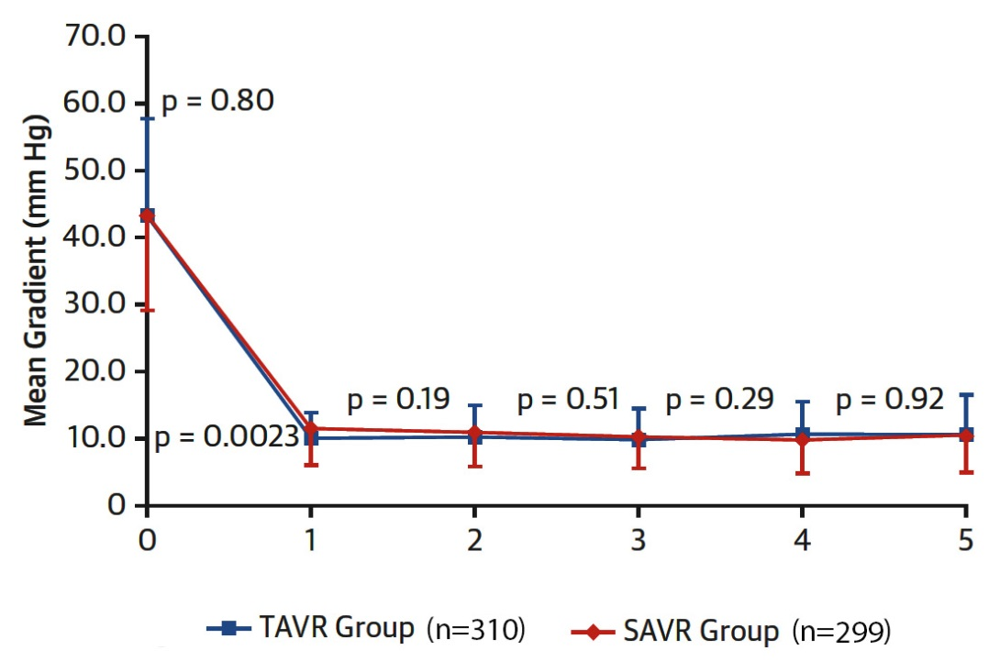 70.0
60.0
p = 0.80
50.0
40.0
30.0
20.0
10.0
0
Mean Gradient (mm Hg)
p = 0.0023
p = 0.19
p = 0.51
p = 0.29
p = 0.92
0 1 2 3 4 5
TAVR Group (n=310) SAVR Group (n=299)